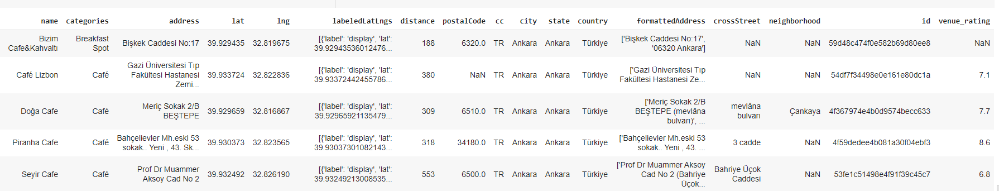 name categories address lat lng labeledLatLngs distance postalCode cc city state country formattedAddress crossStreet neighborhood id venue_rating
Bizim Cafe&Kahvaltı Breakfast Spot Bişkek Caddesi No:17 39.929435 32.819675 [{'label': 'display', 'lat': 39.92943536012476... 188 6320.0 TR Ankara Ankara Türkiye ['Bişkek Caddesi No:17', '06320 Ankara'] NaN NaN 59d48c474f0e582b69d80ee8 NaN
Café Lizbon Café Gazi Üniversitesi Tıp Fakültesi Hastanesi Zemi... 39.933724 32.822836 [{'label': 'display', 'lat': 39.93372442455786... 380 NaN TR Ankara Ankara Türkiye ['Gazi Üniversitesi Tıp Fakültesi Hastanesi Ze... NaN NaN 54df7f34498e0e161e80dc1a 7.1
Doğa Cafe Café Meriç Sokak 2/B BEŞTEPE 39.929659 32.816867 [{'label': 'display', 'lat': 39.92965921135479... 309 6510.0 TR Ankara Ankara Türkiye ['Meriç Sokak 2/B BEŞTEPE (mevlâna bulvarı)', ... mevlâna bulvarı Çankaya 4f367974e4b0d9574becc633 7.7
Piranha Cafe Café Bahçelievler Mh.eski 53 sokak.. Yeni , 43. Sk... 39.930373 32.823565 [{'label': 'display', 'lat': 39.93037301082143... 318 34180.0 TR Ankara Ankara Türkiye ['Bahçelievler Mh.eski 53 sokak.. Yeni , 43. ... 3 cadde NaN 4f59dedee4b081a30f04ebf3 8.6
Seyir Cafe Café Prof Dr Muammer Aksoy Cad No 2 39.932492 32.826190 [{'label': 'display', 'lat': 39.93249213008535... 553 6500.0 TR Ankara Ankara Türkiye ['Prof Dr Muammer Aksoy Cad No 2 (Bahriye Üçok... Bahriye Üçok Caddesi NaN 53fe1c51498e4f91f39c45c7 6.8